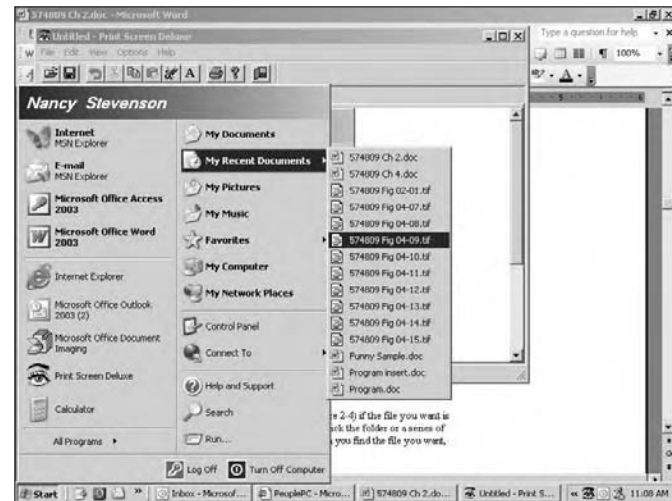 574809 Ch 2.doc - Microsoft Word
Untitled - Print Screen Deluxe
Type a question for help
File Edit View Options Help
100%
Nancy Stevenson
Internet
MSN Explorer
E-mail
MSN Explorer
Microsoft Office Access
2003
Microsoft Office Word
2003
Internet Explorer
Microsoft Office Outlook
2003 (2)
Microsoft Office Document
Imaging
Print Screen Deluxe
Calculator
All Programs
My Documents
My Recent Documents
My Pictures
My Music
Favorites
My Computer
My Network Places
Control Panel
Connect To
Help and Support
Search
Run...
574809 Ch 2.doc
574809 Ch 4.doc
574809 Fig 02-01.tif
574809 Fig 04-07.tif
574809 Fig 04-08.tif
574809 Fig 04-09.tif
574809 Fig 04-10.tif
574809 Fig 04-11.tif
574809 Fig 04-12.tif
574809 Fig 04-13.tif
574809 Fig 04-14.tif
574809 Fig 04-15.tif
Funny Sample.doc
Program insert.doc
Program.doc
2-4) if the file you want is
the folder or a series of
you find the file you want,
Log Off Turn Off Computer
Start Inbox - Microsof... PeoplePC - Micro... 574809 Ch 2.do... Untitled - Print S... 11:08 AM